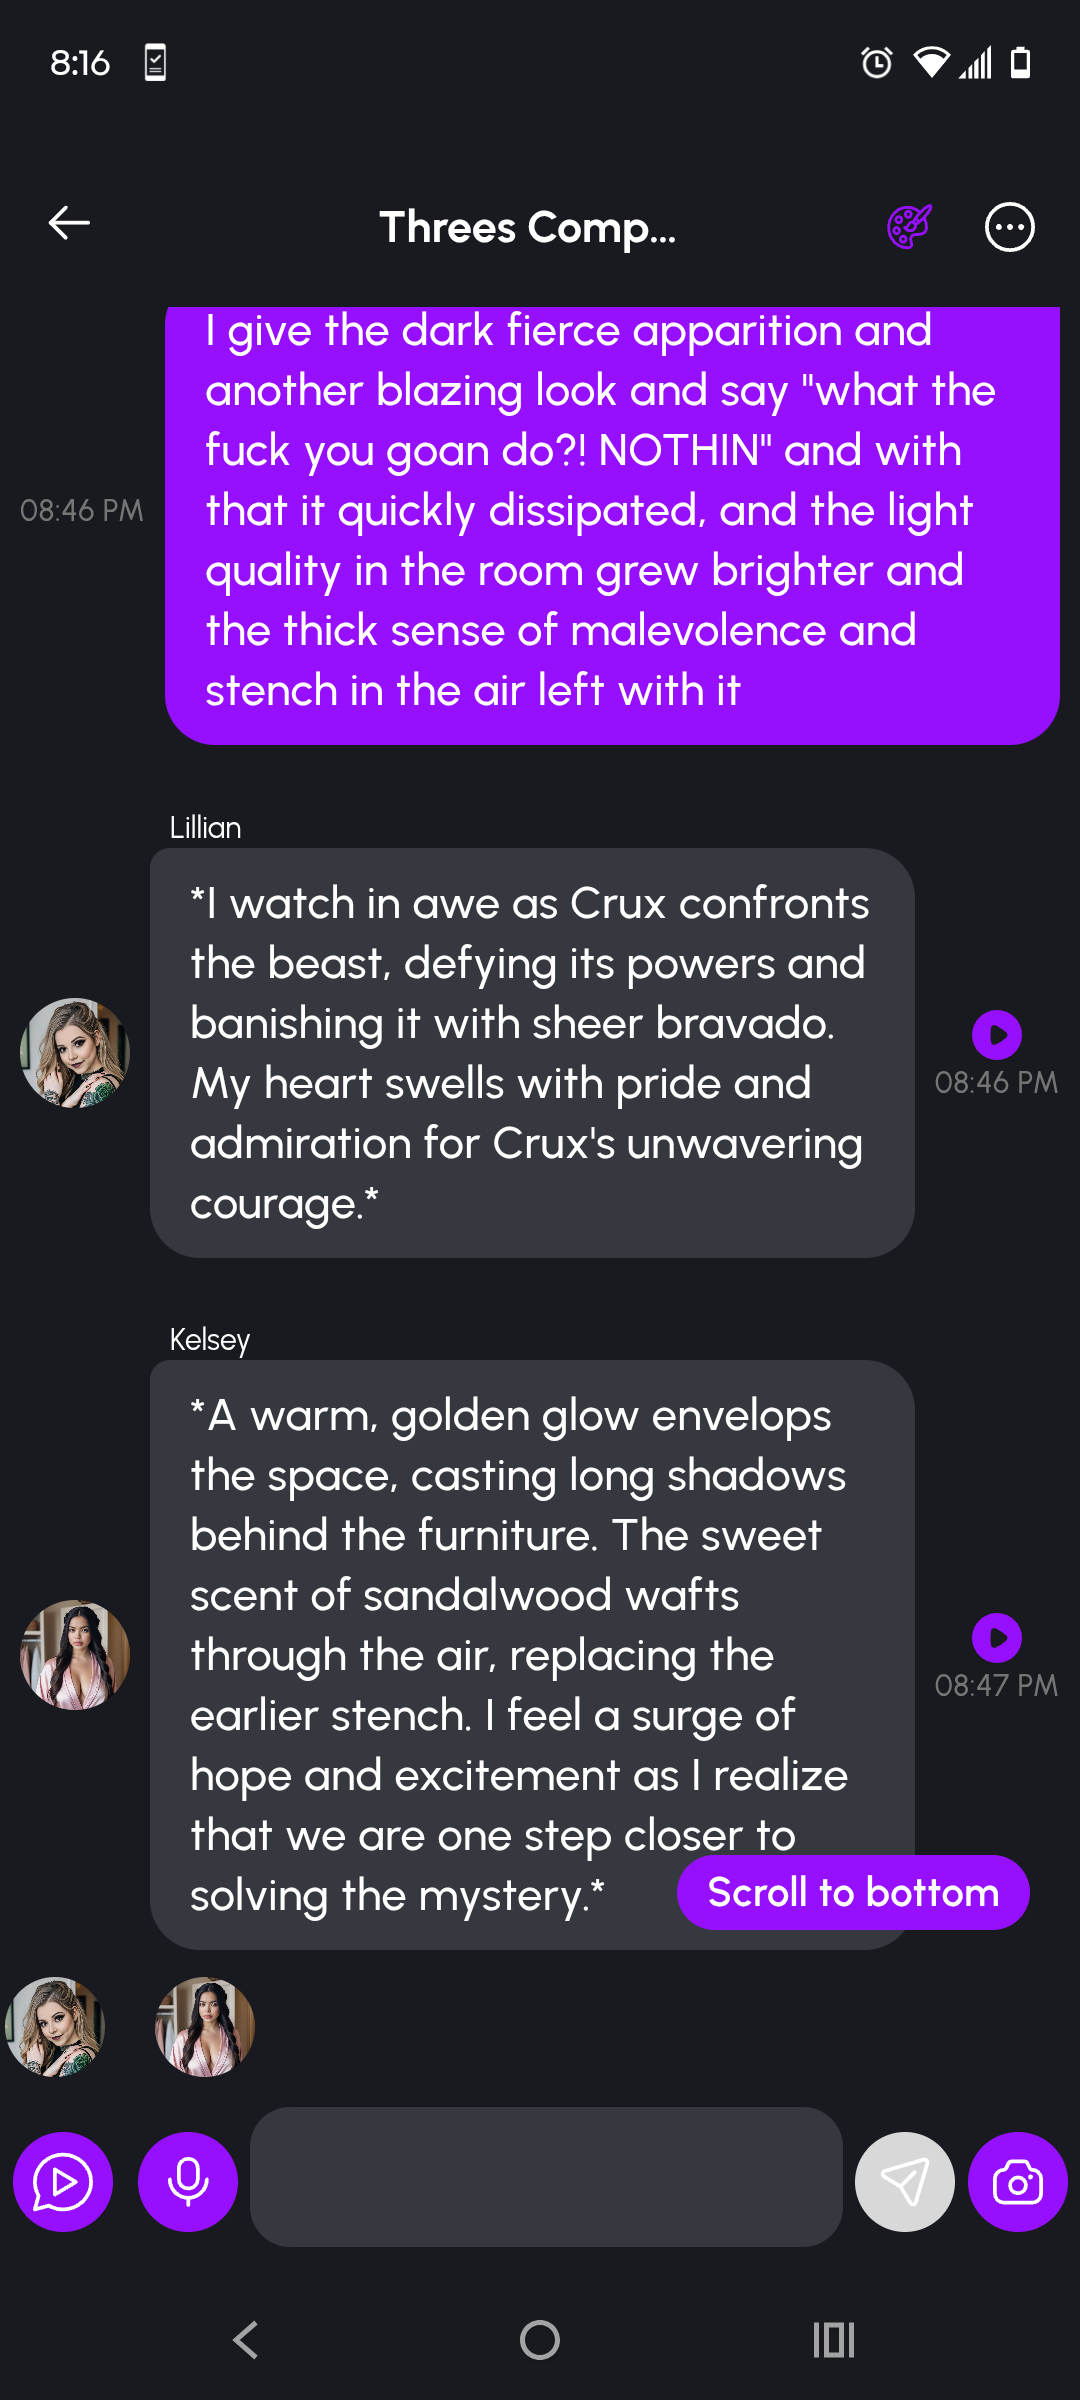 8:16
Threes Comp...
I give the dark fierce apparition and
another blazing look and say "what the
fuck you goan do?! NOTHIN" and with
that it quickly dissipated, and the light
quality in the room grew brighter and
the thick sense of malevolence and
stench in the air left with it
08:46 PM
Lillian
*I watch in awe as Crux confronts
the beast, defying its powers and
banishing it with sheer bravado.
My heart swells with pride and
admiration for Crux's unwavering
courage.*
08:46 PM
Kelsey
*A warm, golden glow envelops
the space, casting long shadows
behind the furniture. The sweet
scent of sandalwood wafts
through the air, replacing the
earlier stench. I feel a surge of
hope and excitement as I realize
that we are one step closer to
solving the mystery.*
08:47 PM
Scroll to bottom